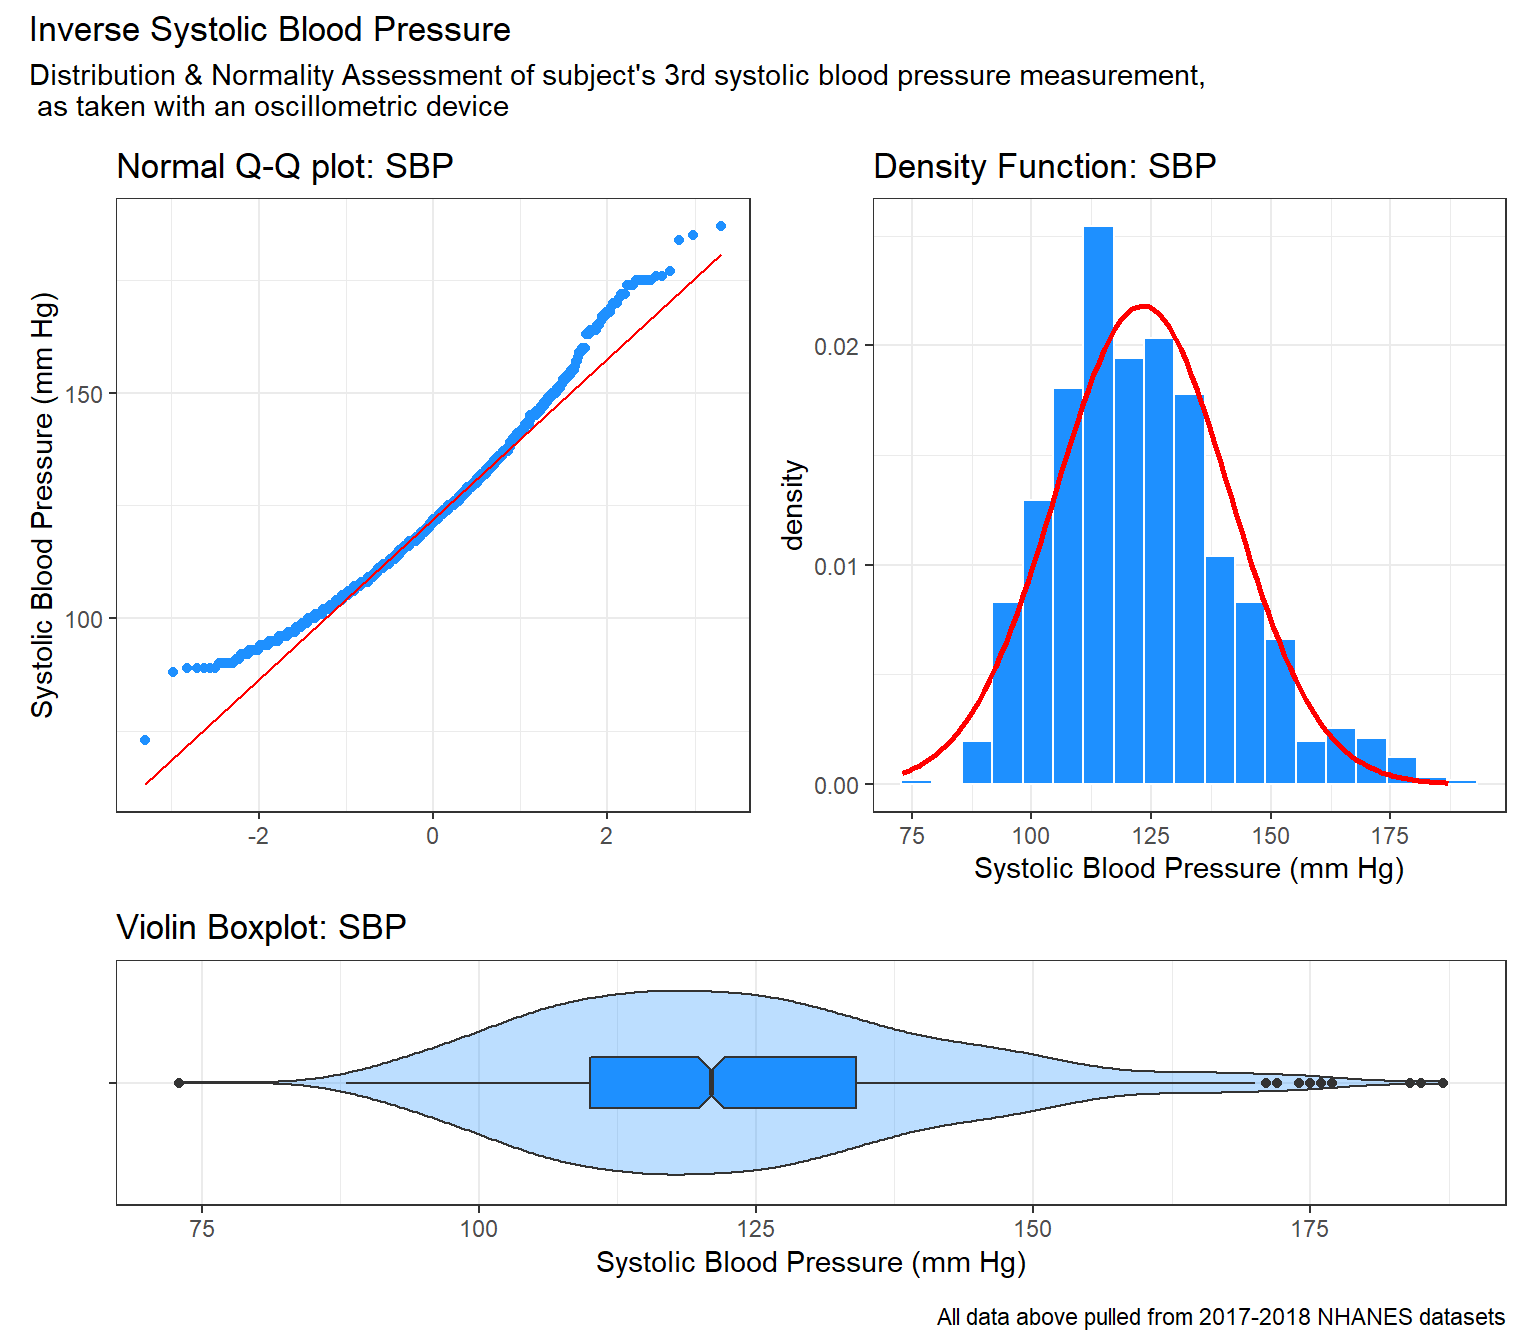 Inverse Systolic Blood Pressure
Distribution & Normality Assessment of subject's 3rd systolic blood pressure measurement,
as taken with an oscillometric device
Normal Q-Q plot: SBP
Systolic Blood Pressure (mm Hg)
150
100
-2 0 2
Density Function: SBP
density
0.02
0.01
0.00
75 100 125 150 175
Systolic Blood Pressure (mm Hg)
Violin Boxplot: SBP
75 100 125 150 175
Systolic Blood Pressure (mm Hg)
All data above pulled from 2017-2018 NHANES datasets